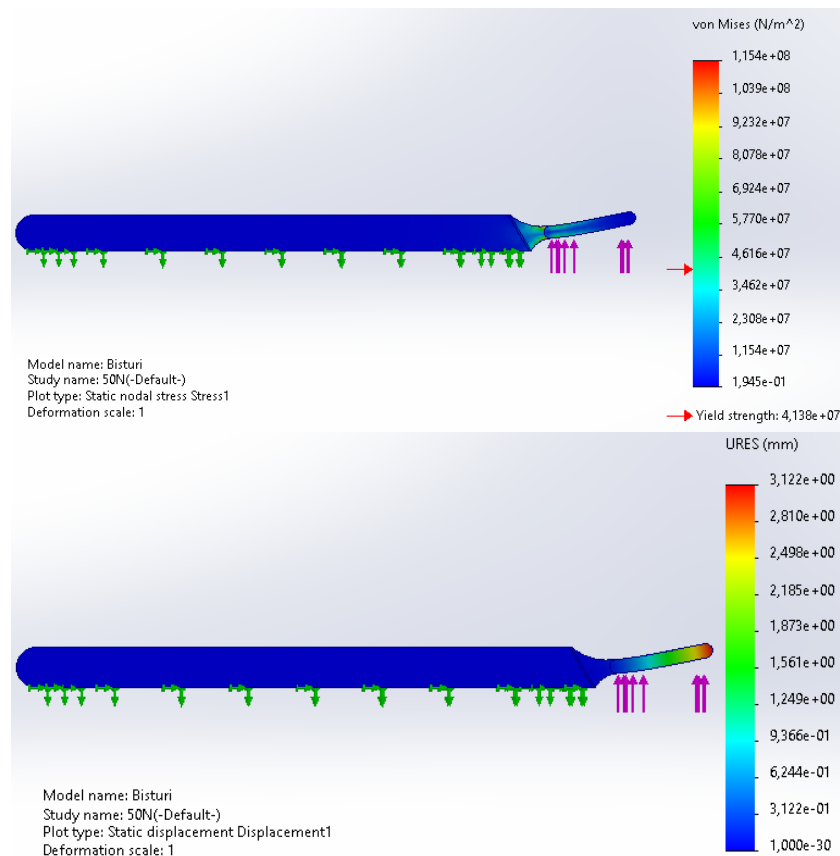 von Mises (N/m^2)
1,154e+08
1,039e+08
9,232e+07
8,078e+07
6,924e+07
5,770e+07
4,616e+07
3,462e+07
2,308e+07
1,154e+07
1,945e-01
Yield strength: 4,138e+07
Model name: Bisturi
Study name: 50N(-Default-)
Plot type: Static nodal stress Stress1
Deformation scale: 1
URES (mm)
3,122e+00
2,810e+00
2,498e+00
2,185e+00
1,873e+00
1,561e+00
1,249e+00
9,366e-01
6,244e-01
3,122e-01
1,000e-30
Model name: Bisturi
Study name: 50N(-Default-)
Plot type: Static displacement Displacement1
Deformation scale: 1